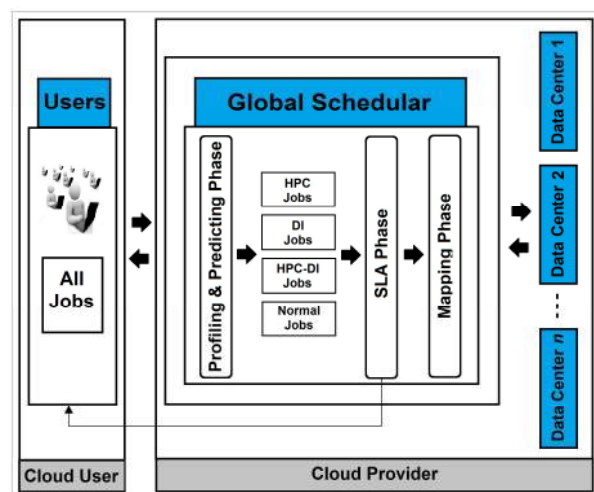 Users
All
Jobs
Cloud User
Global Schedular
Profiling & Predicting Phase
HPC
Jobs
DI
Jobs
HPC-DI
Jobs
Normal
Jobs
SLA Phase
Mapping Phase
Data Center 1
Data Center 2
Data Center n
Cloud Provider